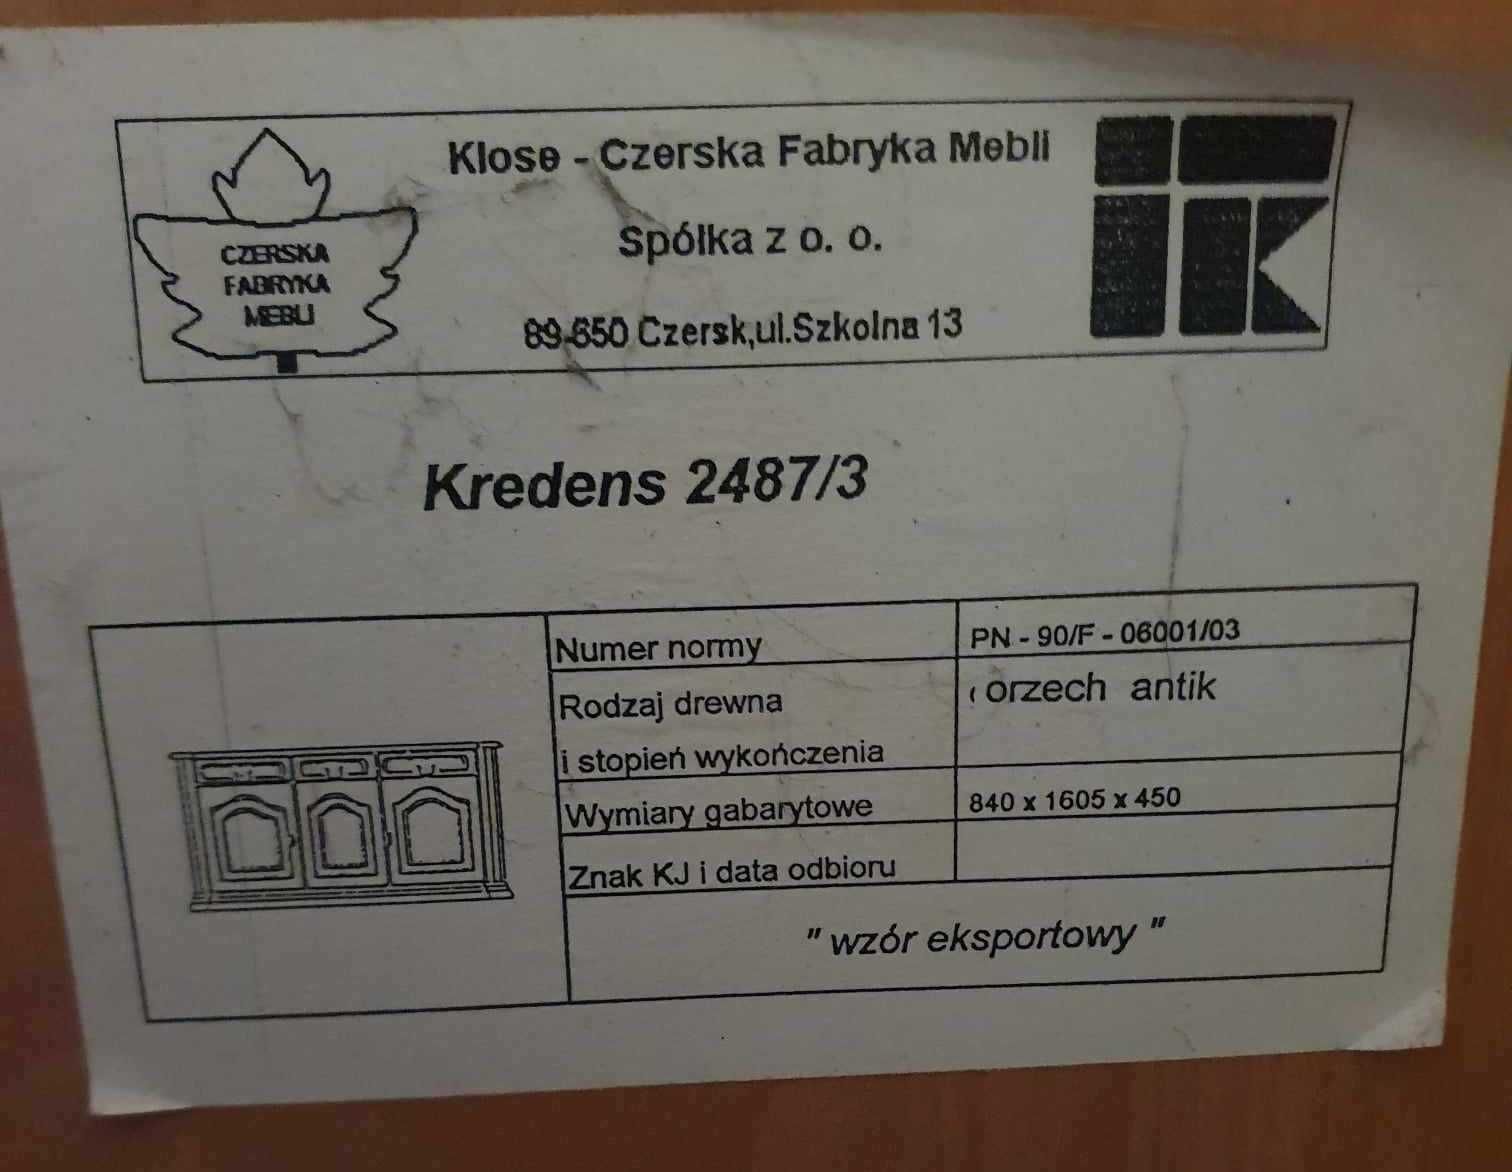 CZERSKA
FABRYKA
MEBLI
Klose - Czerska Fabryka Mebli
Spółka z o. o.
89-650 Czersk,ul.Szkolna 13
K
Kredens 2487/3
Numer normy PN - 90/F - 06001/03
Rodzaj drewna orzech antik
i stopień wykończenia
Wymiary gabarytowe 840 x 1605 x 450
Znak KJ i data odbioru
" wzór eksportowy "